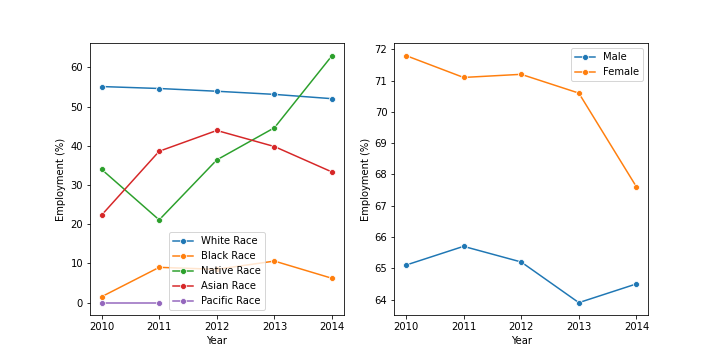 60
50
40
30
20
10
0
Employment (%)
White Race
Black Race
Native Race
Asian Race
Pacific Race
2010 2011 2012 2013 2014
Year
72
71
70
69
68
67
66
65
64
Employment (%)
Male
Female
2010 2011 2012 2013 2014
Year